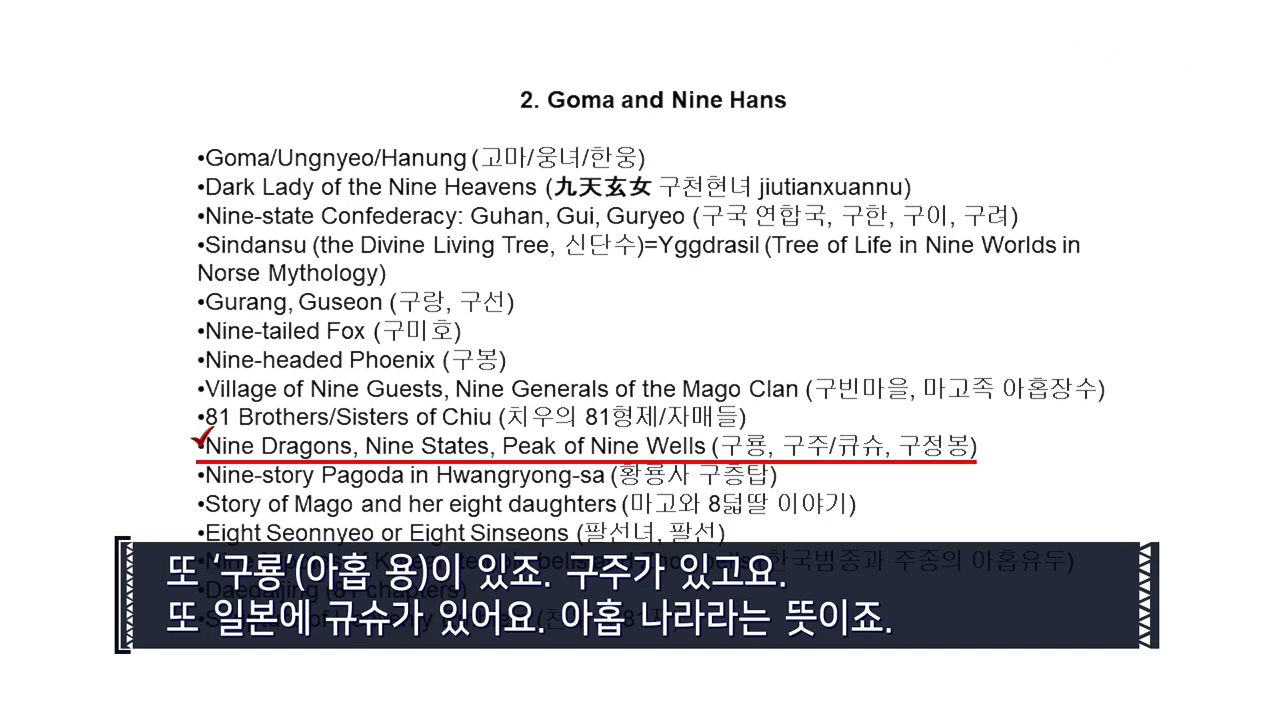 2. Goma and Nine Hans
•Goma/Ungnyeo/Hanung (고마/웅녀/한웅)
•Dark Lady of the Nine Heavens (九天玄女 구천현녀 jiutianxuannu)
•Nine-state Confederacy: Guhan, Gui, Guryeo (구국 연합국, 구한, 구이, 구려)
•Sindansu (the Divine Living Tree, 신단수)=Yggdrasil (Tree of Life in Nine Worlds in
Norse Mythology)
•Gurang, Guseon (구랑, 구선)
•Nine-tailed Fox (구미호)
•Nine-headed Phoenix (구봉)
•Village of Nine Guests, Nine Generals of the Mago Clan (구빈마을, 마고족 아홉장수)
•81 Brothers/Sisters of Chiu (치우의 81형제/자매들)
•Nine Dragons, Nine States, Peak of Nine Wells (구룡, 구주/큐슈, 구정봉)
•Nine-story Pagoda in Hwangryong-sa (황룡사 구층탑)
•Story of Mago and her eight daughters (마고와 8덟딸 이야기)
•Eight Seonnyeo or Eight Sinseons (팔선녀, 팔선)
한국범종과 주종의 아홉유두)
•Daedaijing (81 chapters)
또 '구룡'(아홉 용)이 있죠. 구주가 있고요.
또 일본에 규슈가 있어요. 아홉 나라라는 뜻이죠.